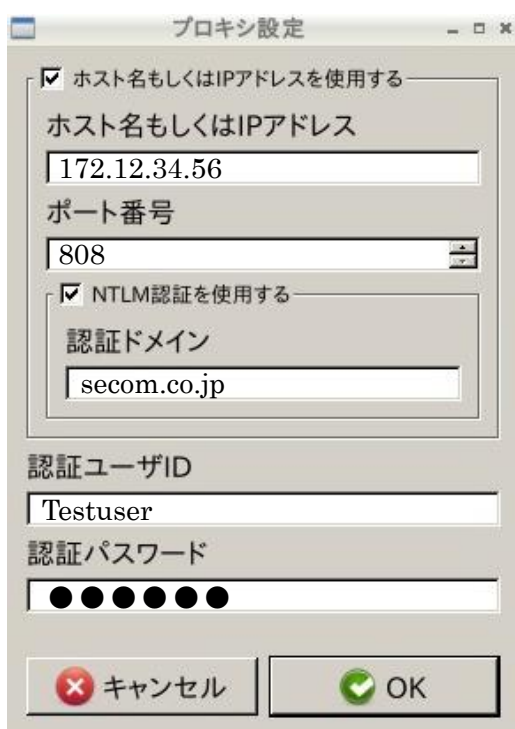 プロキシ設定
ホスト名もしくはIPアドレスを使用する
ホスト名もしくはIPアドレス
172.12.34.56
ポート番号
808
NTLM認証を使用する
認証ドメイン
secom.co.jp
認証ユーザID
Testuser
認証パスワード
●●●●●●
キャンセル OK